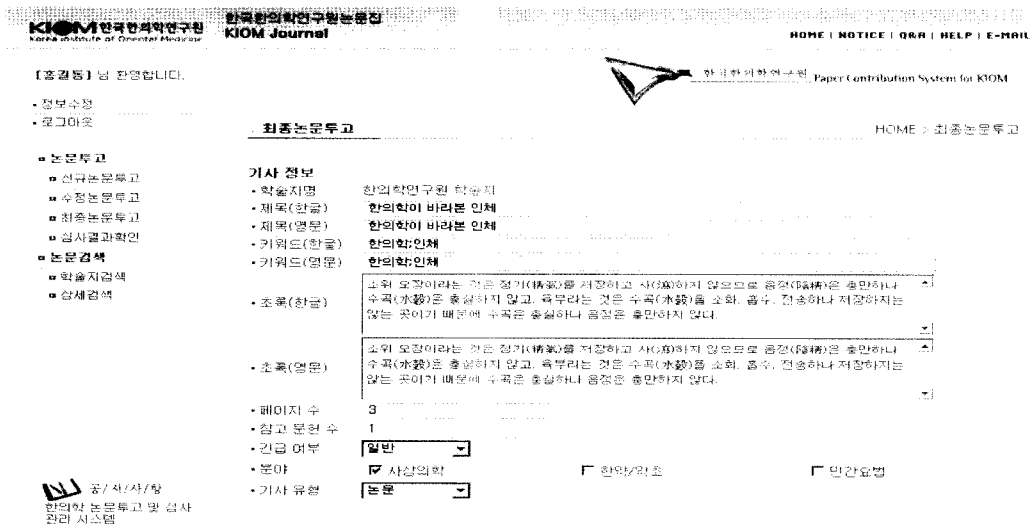 KIOM 한국한의학연구원
Korea Institute of Oriental Medicine
한국한의학연구원논문집
KIOM Journal
HOME | NOTICE | Q&A | HELP | E-MAIL
[홍길동] 님 환영합니다.
• 정보수정
• 로그아웃
논문투고
신규논문투고
수정논문투고
최종논문투고
심사결과확인
논문검색
학술지검색
상세검색
공/지/사/항
한의학 논문투고 및 심사
관리 시스템
한국한의학연구원 Paper Contribution System for KIOM
최종논문투고
HOME > 최종논문투고
기사 정보
• 학술지명 한의학연구원 학술지
• 제목(한글) 한의학이 바라본 인체
• 제목(영문) 한의학이 바라본 인체
• 키워드(한글) 한의학;인체
• 키워드(영문) 한의학;인체
• 초록(한글)
소위 오장이라는 것은 정기(精氣)를 저장하고 사(瀉)하지 않으므로 음정(陰精)은 충만하나
수곡(水穀)은 충실하지 않고, 육부라는 것은 수곡(水穀)을 소화, 흡수, 전송하나 저장하지는
않는 곳이기 때문에 수곡은 충실하나 음정은 충만하지 않다.
• 초록(영문)
소위 오장이라는 것은 정기(精氣)를 저장하고 사(瀉)하지 않으므로 음정(陰精)은 충만하나
수곡(水穀)은 충실하지 않고, 육부라는 것은 수곡(水穀)을 소화, 흡수, 전송하나 저장하지는
않는 곳이기 때문에 수곡은 충실하나 음정은 충만하지 않다.
• 페이지 수 3
• 참고 문헌 수 1
• 긴급 여부 일반
• 분야 사상의학 한약/약초 민간요법
• 기사 유형 논문